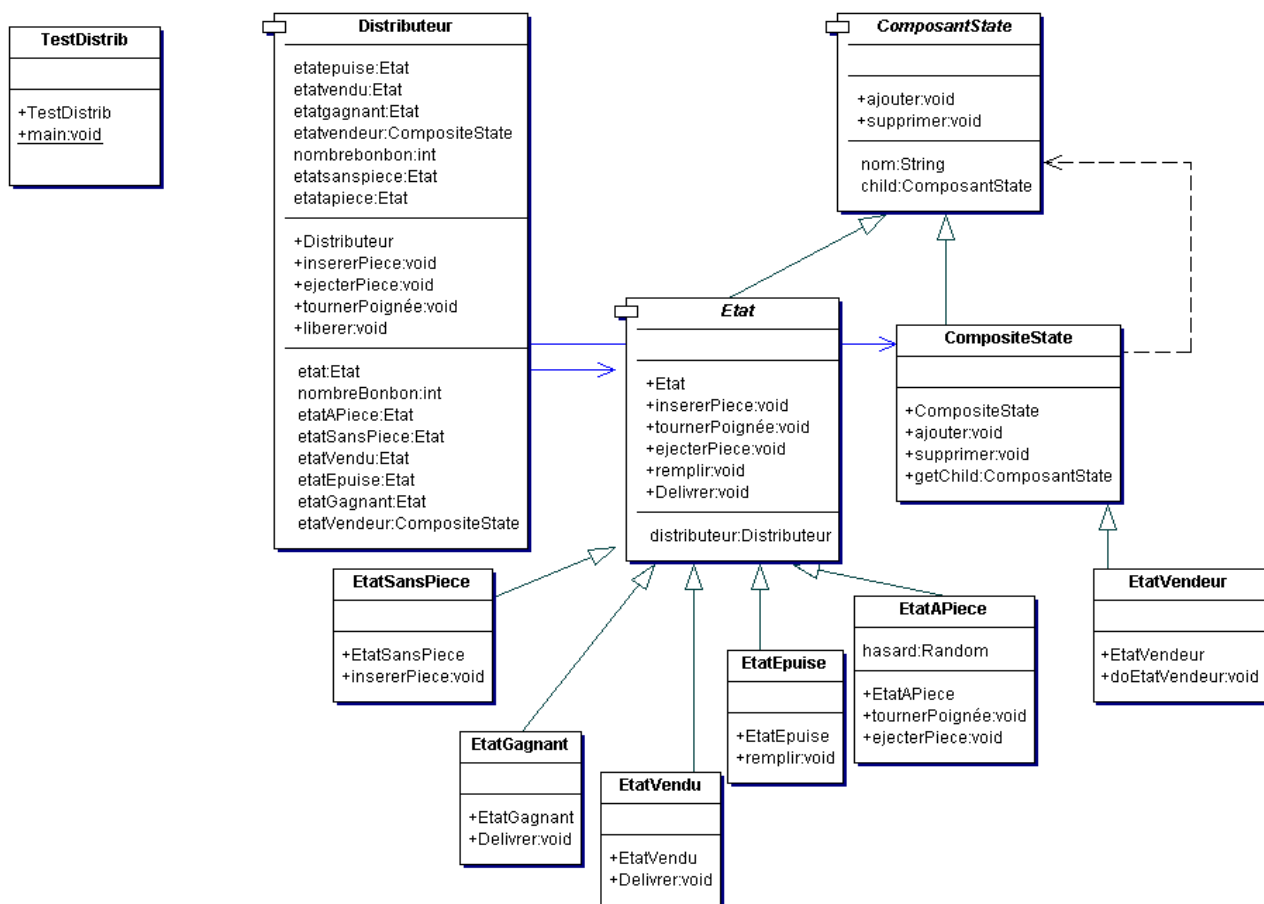 TestDistrib
+TestDistrib
+main:void
Distributeur
etatepuise:Etat
etatvendu:Etat
etatgagnant:Etat
etatvendeur:CompositeState
nombrebonbon:int
etatsanspiece:Etat
etatapiece:Etat
+Distributeur
+insererPiece:void
+ejecterPiece:void
+tournerPoignée:void
+liberer:void
etat:Etat
nombreBonbon:int
etatAPiece:Etat
etatSansPiece:Etat
etatVendu:Etat
etatEpuise:Etat
etatGagnant:Etat
etatVendeur:CompositeState
ComposantState
+ajouter:void
+supprimer:void
nom:String
child:ComposantState
Etat
+Etat
+insererPiece:void
+tournerPoignée:void
+ejecterPiece:void
+remplir:void
+Delivrer:void
distributeur:Distributeur
CompositeState
+CompositeState
+ajouter:void
+supprimer:void
+getChild:ComposantState
EtatSansPiece
+EtatSansPiece
+insererPiece:void
EtatGagnant
+EtatGagnant
+Delivrer:void
EtatVendu
+EtatVendu
+Delivrer:void
EtatEpuise
+EtatEpuise
+remplir:void
EtatAPiece
hasard:Random
+EtatAPiece
+tournerPoignée:void
+ejecterPiece:void
EtatVendeur
+EtatVendeur
+doEtatVendeur:void